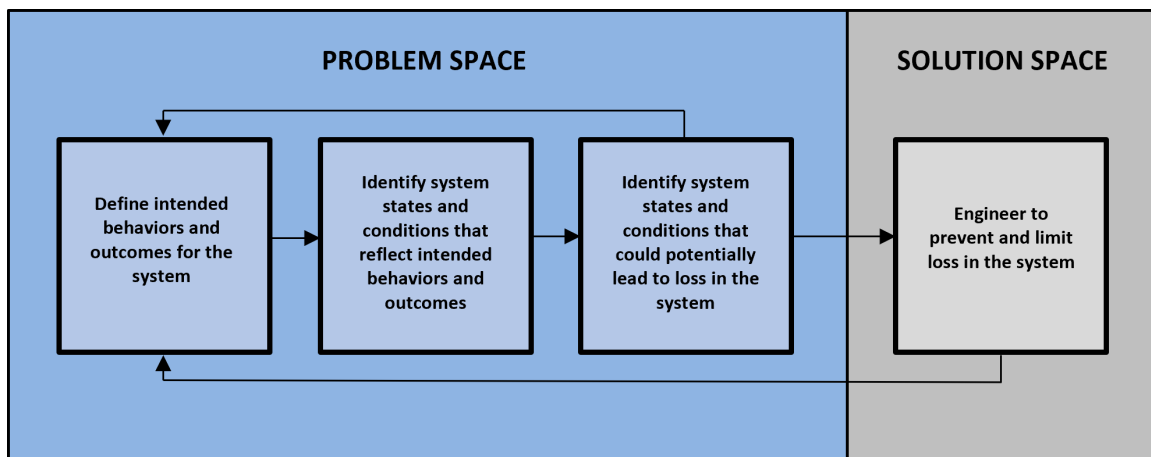 PROBLEM SPACE
SOLUTION SPACE
Define intended
behaviors and
outcomes for the
system
Identify system
states and
conditions that
reflect intended
behaviors and
outcomes
Identify system
states and
conditions that
could potentially
lead to loss in the
system
Engineer to
prevent and limit
loss in the system